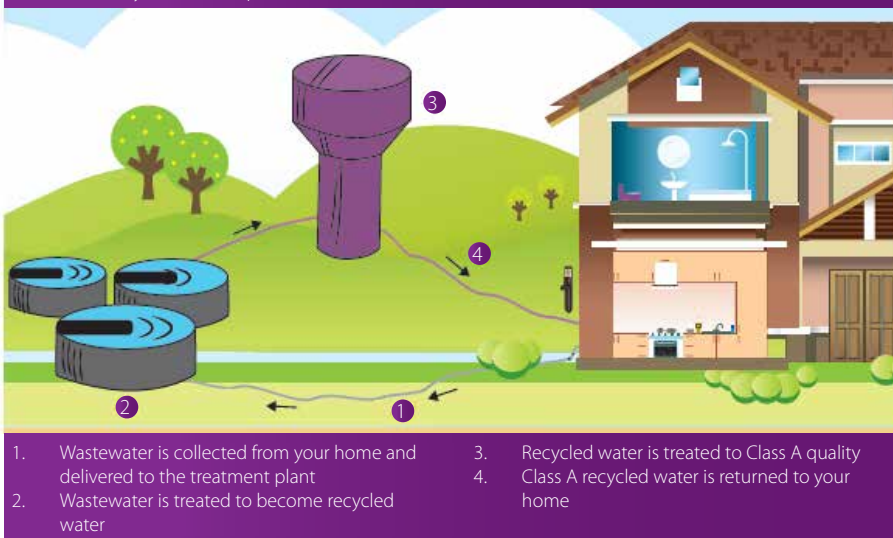 3
4
2
1
1. Wastewater is collected from your home and
delivered to the treatment plant
2. Wastewater is treated to become recycled
water
3. Recycled water is treated to Class A quality
4. Class A recycled water is returned to your
home